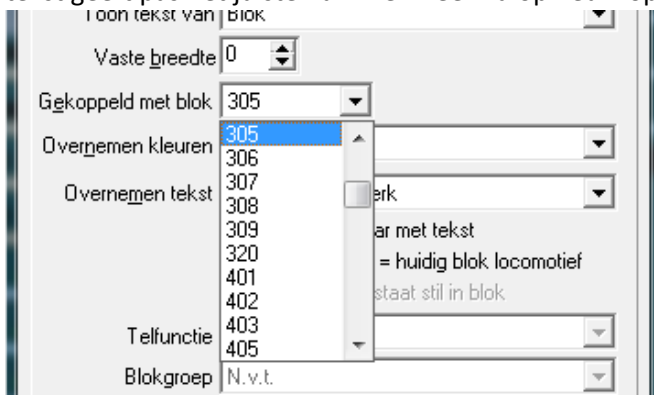 Toon tekst van Blok
Vaste breedte 0
Gekoppeld met blok 305
305
Overnemen kleuren
306
307
Overnemen tekst
erk
308
309
ar met tekst
320
= huidig blok locomotief
401
402
staat stil in blok
403
Telfunctie
405
Blokgroep N.v.t.